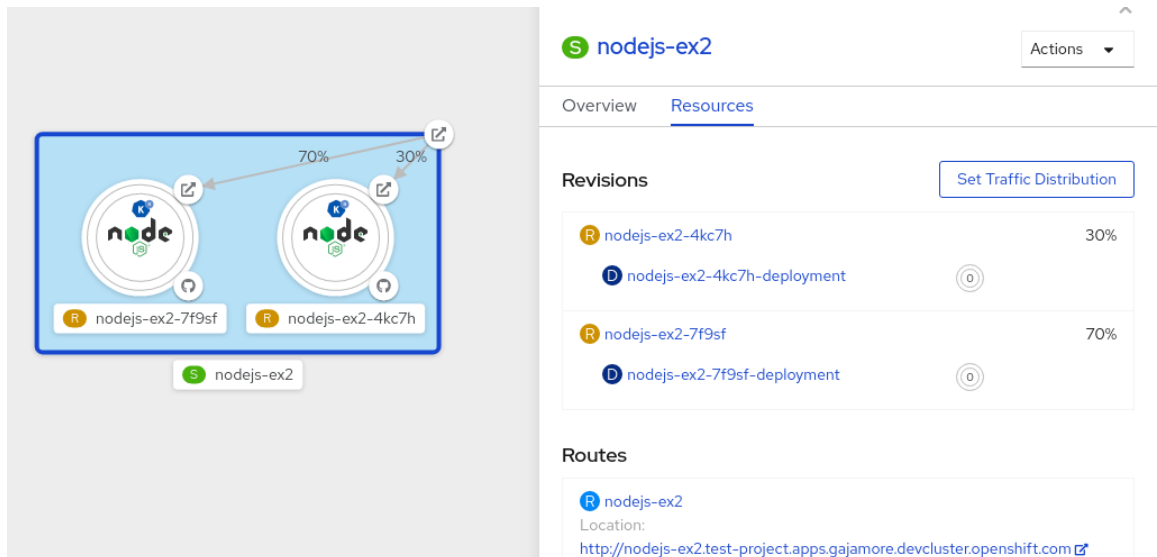 70%
30%
K
node
JS
K
node
JS
R nodejs-ex2-7f9sf
R nodejs-ex2-4kc7h
S nodejs-ex2
S nodejs-ex2
Actions
Overview Resources
Revisions
Set Traffic Distribution
R nodejs-ex2-4kc7h 30%
D nodejs-ex2-4kc7h-deployment 0
R nodejs-ex2-7f9sf 70%
D nodejs-ex2-7f9sf-deployment 0
Routes
R nodejs-ex2
Location:
http://nodejs-ex2.test-project.apps.gajamore.devcluster.openshift.com